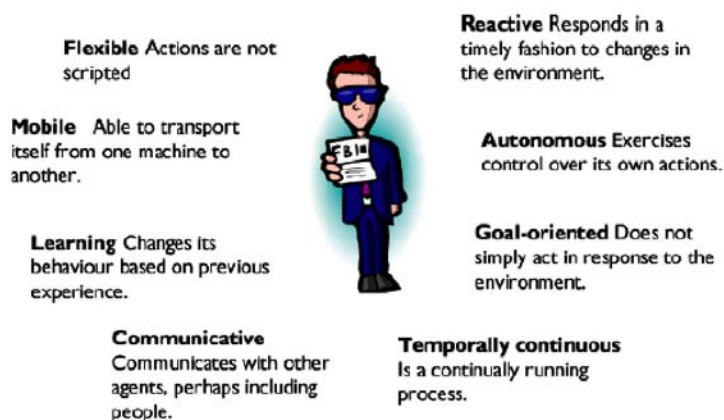 Flexible Actions are not
scripted
Mobile Able to transport
itself from one machine to
another.
Learning Changes its
behaviour based on previous
experience.
Communicative
Communicates with other
agents, perhaps including
people.
FBI
Reactive Responds in a
timely fashion to changes in
the environment.
Autonomous Exercises
control over its own actions.
Goal-oriented Does not
simply act in response to the
environment.
Temporally continuous
Is a continually running
process.